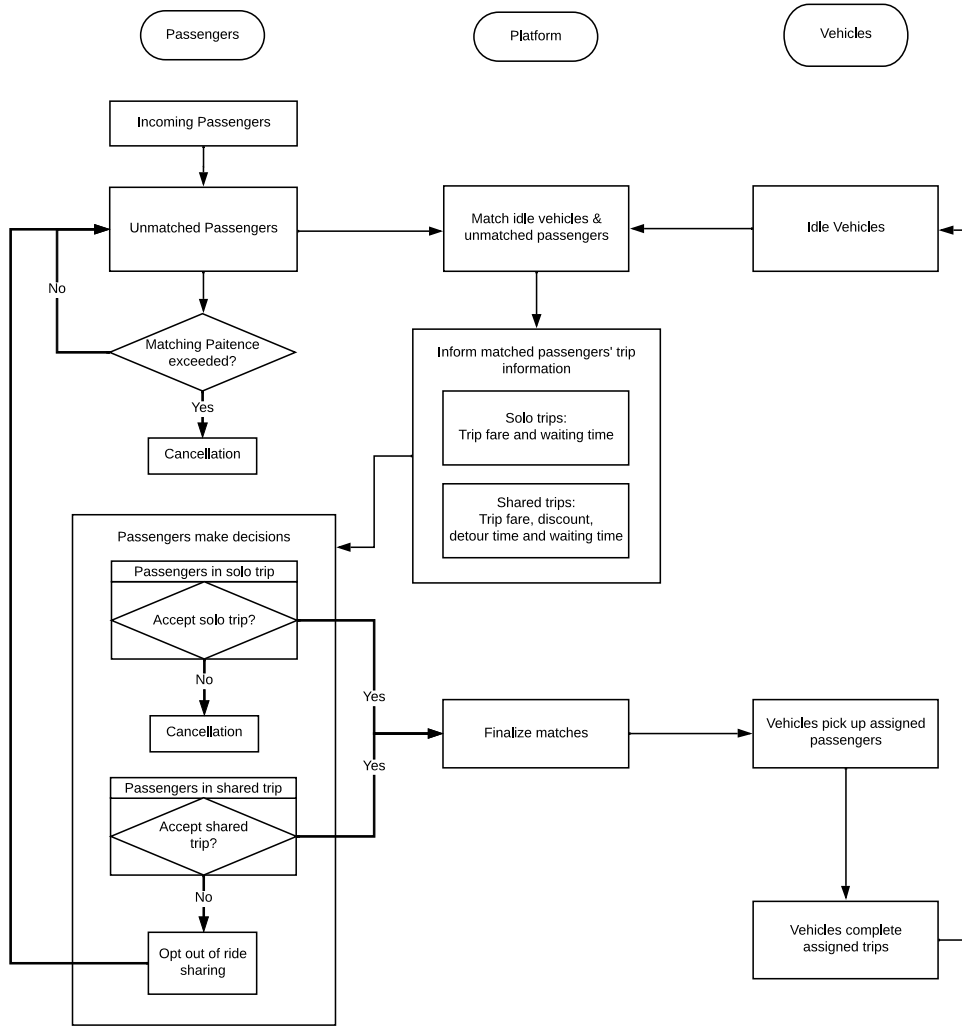 Passengers
Platform
Vehicles
Incoming Passengers
Unmatched Passengers
Match idle vehicles &
unmatched passengers
Idle Vehicles
No
Matching Paitence
exceeded?
Yes
Cancellation
Inform matched passengers' trip
information
Solo trips:
Trip fare and waiting time
Shared trips:
Trip fare, discount,
detour time and waiting time
Passengers make decisions
Passengers in solo trip
Accept solo trip?
No
Yes
Cancellation
Finalize matches
Vehicles pick up assigned
passengers
Yes
Passengers in shared trip
Accept shared
trip?
No
Opt out of ride
sharing
Vehicles complete
assigned trips